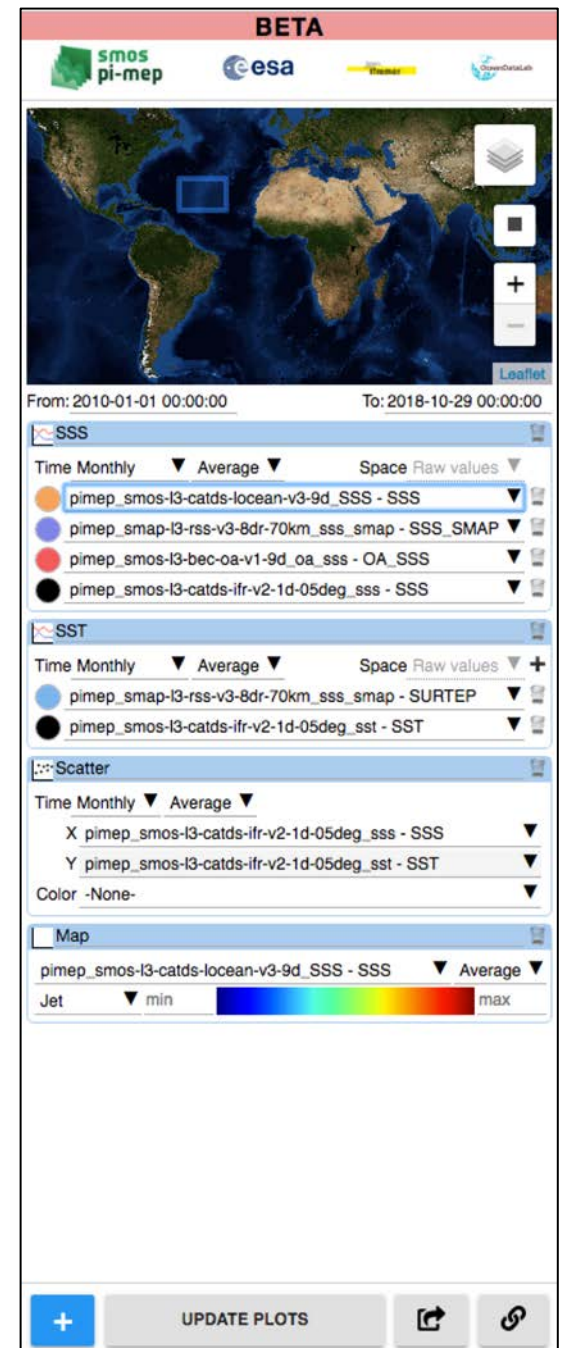 BETA
smos
pi-mep
esa
Ifremer
OceanDataLab
+
−
Leaflet
From: 2010-01-01 00:00:00 To: 2018-10-29 00:00:00
SSS
Time Monthly ▼ Average ▼ Space Raw values ▼
pimep_smos-l3-catds-locean-v3-9d_SSS - SSS ▼
pimep_smap-l3-rss-v3-8dr-70km_sss_smap - SSS_SMAP ▼
pimep_smos-l3-bec-oa-v1-9d_oa_sss - OA_SSS ▼
pimep_smos-l3-catds-ifr-v2-1d-05deg_sss - SSS ▼
SST
Time Monthly ▼ Average ▼ Space Raw values ▼ +
pimep_smap-l3-rss-v3-8dr-70km_sss_smap - SURTEP ▼
pimep_smos-l3-catds-ifr-v2-1d-05deg_sst - SST ▼
Scatter
Time Monthly ▼ Average ▼
X pimep_smos-l3-catds-ifr-v2-1d-05deg_sss - SSS ▼
Y pimep_smos-l3-catds-ifr-v2-1d-05deg_sst - SST ▼
Color -None- ▼
Map
pimep_smos-l3-catds-locean-v3-9d_SSS - SSS ▼ Average ▼
Jet ▼ min max
+ UPDATE PLOTS